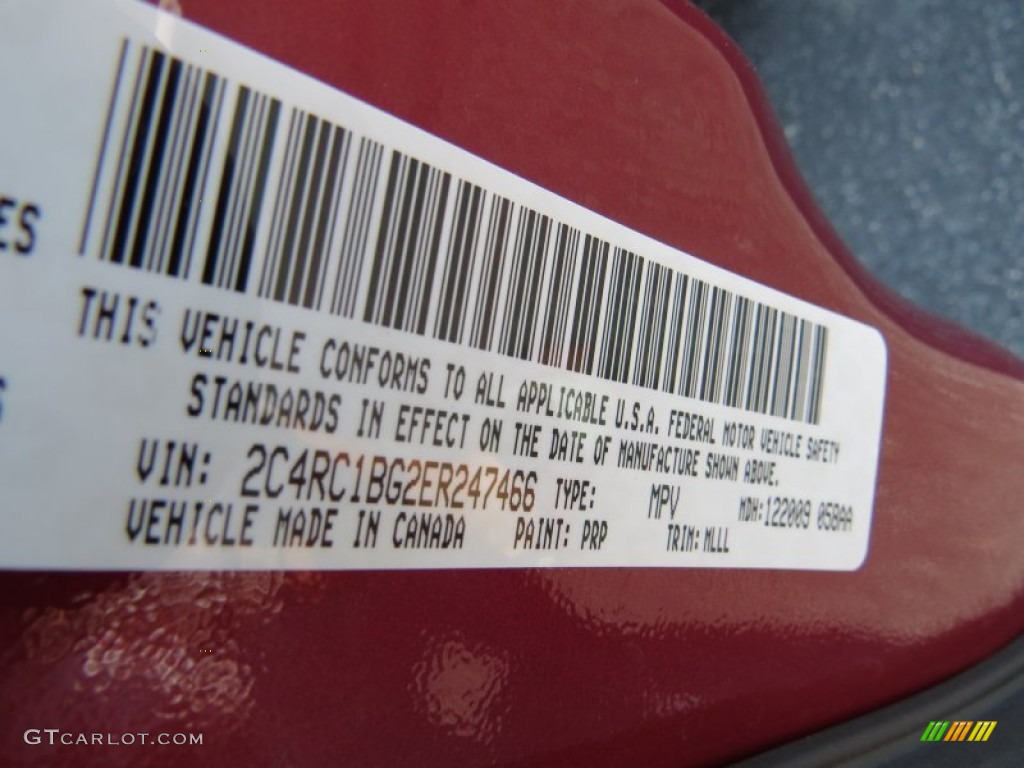 ES
THIS VEHICLE CONFORMS TO ALL APPLICABLE U.S.A. FEDERAL MOTOR VEHICLE SAFETY
STANDARDS IN EFFECT ON THE DATE OF MANUFACTURE SHOWN ABOVE.
VIN: 2C4RC1BG2ER247466 TYPE: MPV MDH:122009 058AA
VEHICLE MADE IN CANADA PAINT: PRP TRIM: MLLL
GTCARLOT.COM